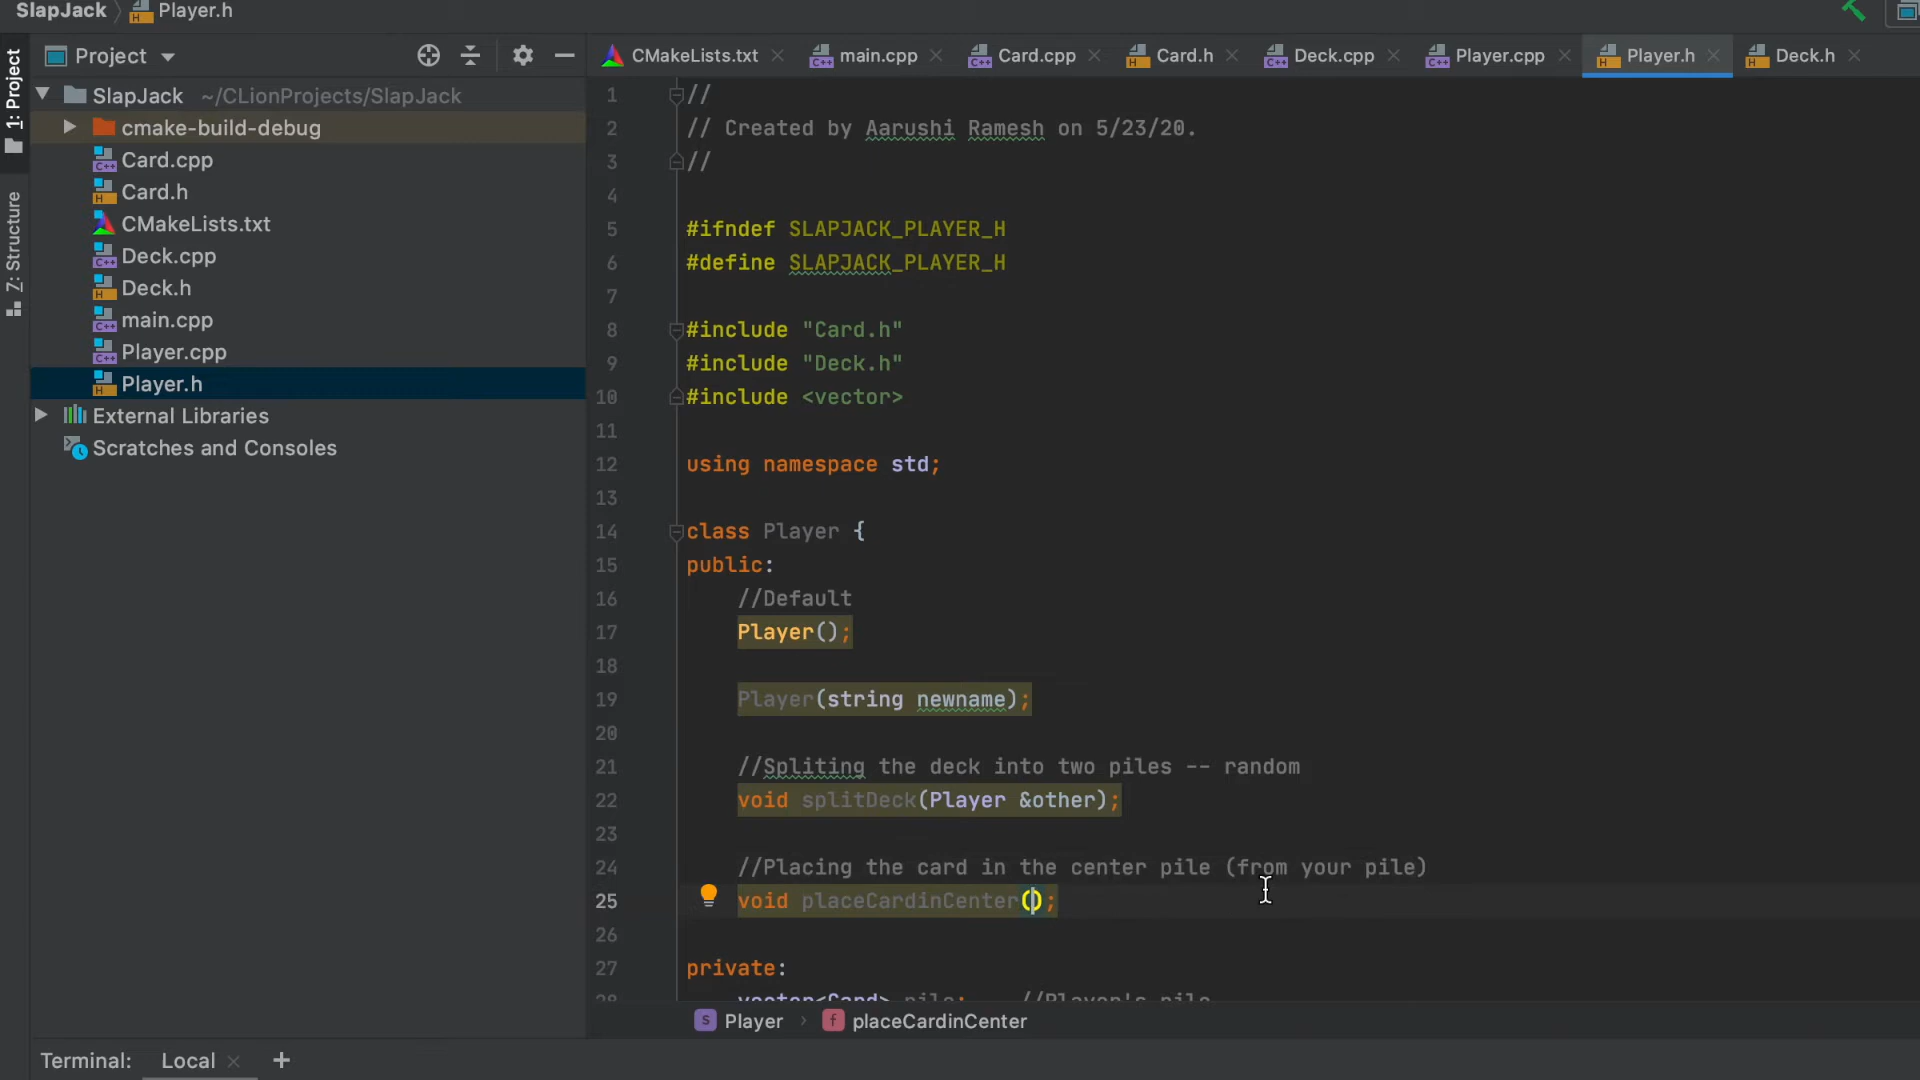 SlapJack Player.h
Project
CMakeLists.txt main.cpp Card.cpp Card.h Deck.cpp Player.cpp Player.h Deck.h
1: Project
Z: Structure
SlapJack ~/CLionProjects/SlapJack
cmake-build-debug
Card.cpp
Card.h
CMakeLists.txt
Deck.cpp
Deck.h
main.cpp
Player.cpp
Player.h
External Libraries
Scratches and Consoles
1 //
2 // Created by Aarushi Ramesh on 5/23/20.
3 //
4
5 #ifndef SLAPJACK_PLAYER_H
6 #define SLAPJACK_PLAYER_H
7
8 #include "Card.h"
9 #include "Deck.h"
10 #include <vector>
11
12 using namespace std;
13
14 class Player {
15 public:
16 //Default
17 Player();
18
19 Player(string newname);
20
21 //Spliting the deck into two piles -- random
22 void splitDeck(Player &other);
23
24 //Placing the card in the center pile (from your pile)
25 void placeCardinCenter();
26
27 private:
28 vector<Card> pile; //Player's pile
Player placeCardinCenter
Terminal: Local +